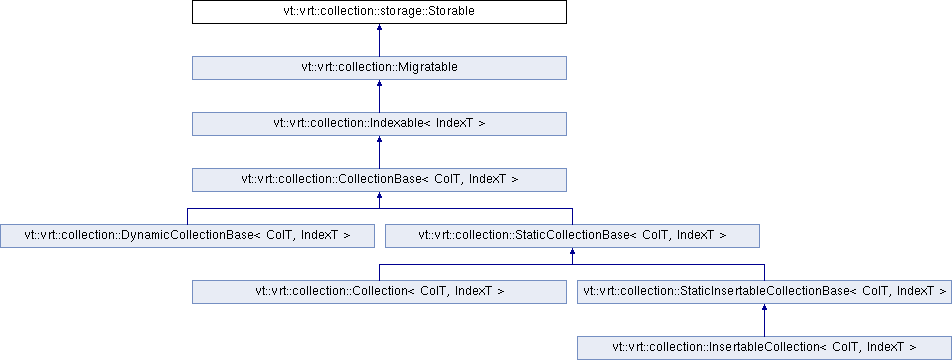 vt::vrt::collection::storage::Storable
vt::vrt::collection::Migratable
vt::vrt::collection::Indexable< IndexT >
vt::vrt::collection::CollectionBase< ColT, IndexT >
vt::vrt::collection::DynamicCollectionBase< ColT, IndexT >
vt::vrt::collection::StaticCollectionBase< ColT, IndexT >
vt::vrt::collection::Collection< ColT, IndexT >
vt::vrt::collection::StaticInsertableCollectionBase< ColT, IndexT >
vt::vrt::collection::InsertableCollection< ColT, IndexT >